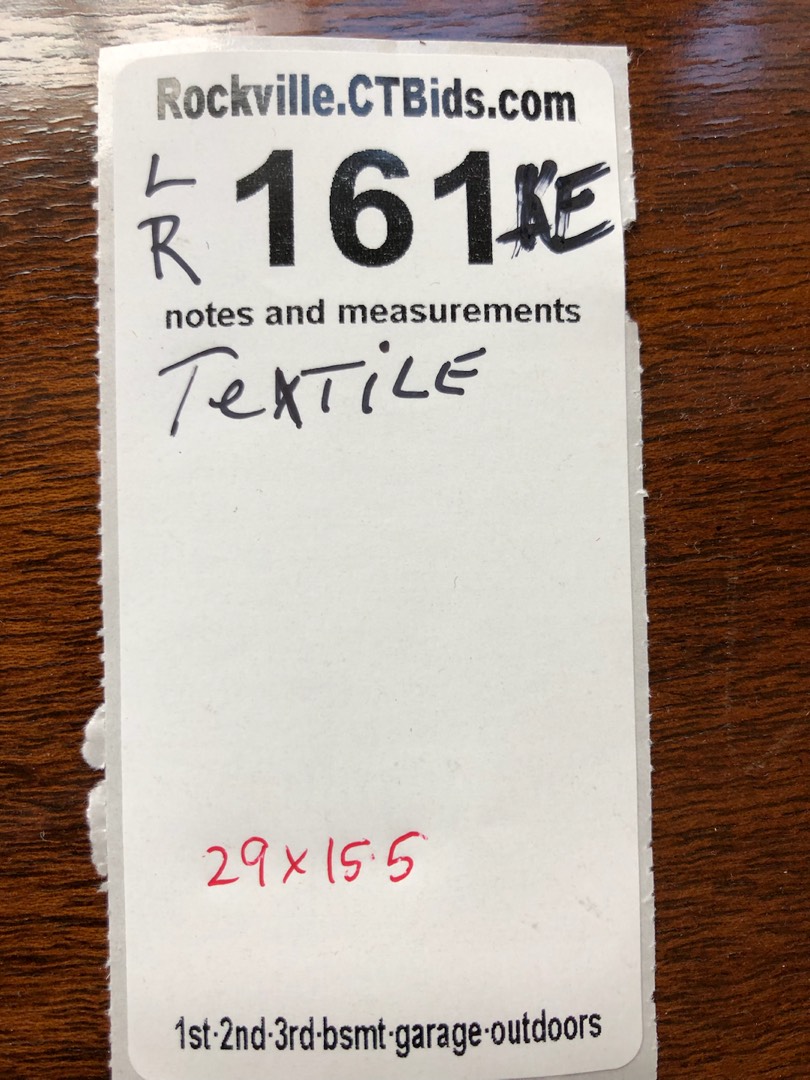 Rockville.CTBids.com
L
R
161 E
notes and measurements
TeXTiLE
29 x 15.5
1st·2nd·3rd·bsmt·garage·outdoors